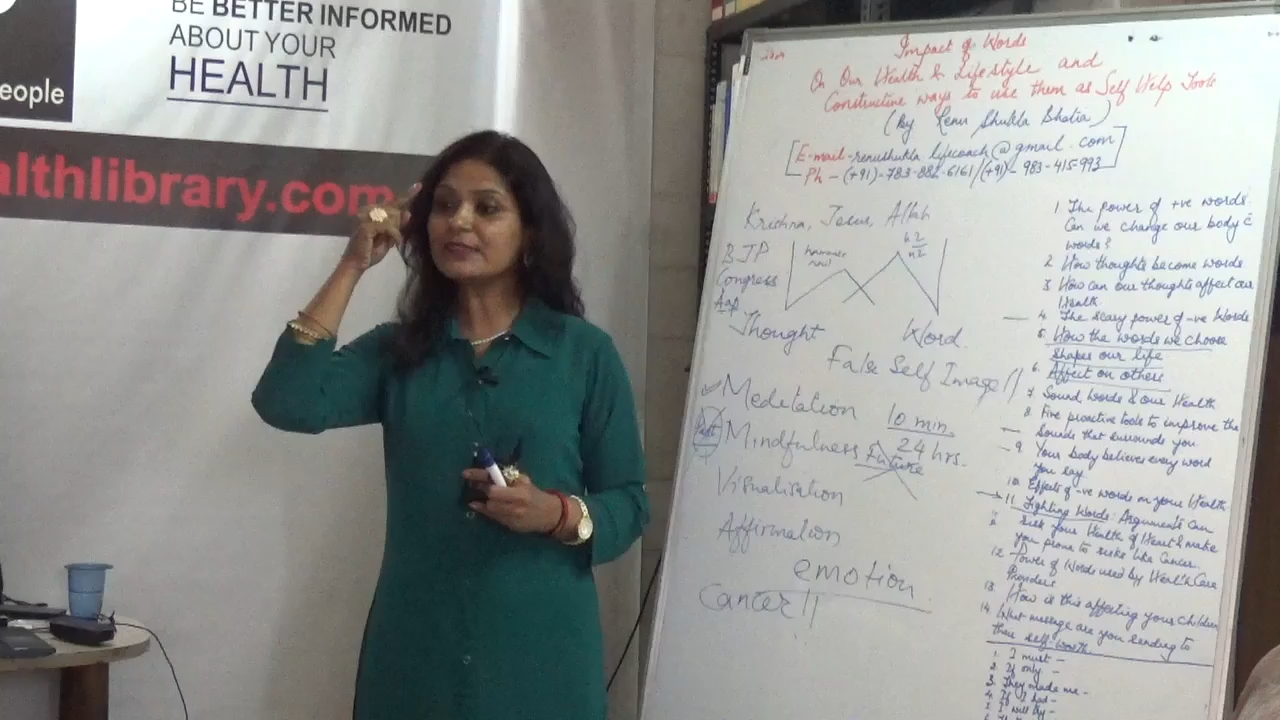 BE BETTER INFORMED
ABOUT YOUR
HEALTH
eople
althlibrary.com
Impact of Words
On Our Health & Lifestyle and
Constructive ways to use them as Self Help Tools
(By Renu Shukla Bhatia)
E-mail-renushukla.lifecoach@gmail.com
Ph - (+91)-783-882-6161/(+91)-983-415-993
Krishna, Jesus, Allah
BJP
Congress
Aap
Thought Word
False Self Image!!
Meditation 10 min.
Past Mindfulness 24 hrs.
Future
Visualisation
Affirmation
emotion
Cancer!!
1. The power of +ve words.
Can we change our body c̄
words?
2. How thoughts become words
3. How can our thoughts affect our
Health
4. The scary power of -ve Words
5. How the words we choose
Shapes our life
6. Affect on others
7. Sound Words & our Health
8. Five proactive tools to improve the
Sounds that surrounds you
9. Your body believes every word
you say
10. Effects of -ve words on your Health
11. Fighting Words: Arguments Can
Risk your Health of Heart & make
you prone to risks like Cancer.
12. Power of Words used by Health Care
Providers
13. How is this affecting your children
14. What message are you sending to
their self worth
1. I must -
2. If only -
3. They made me -
4. If I had -
5. I will try -